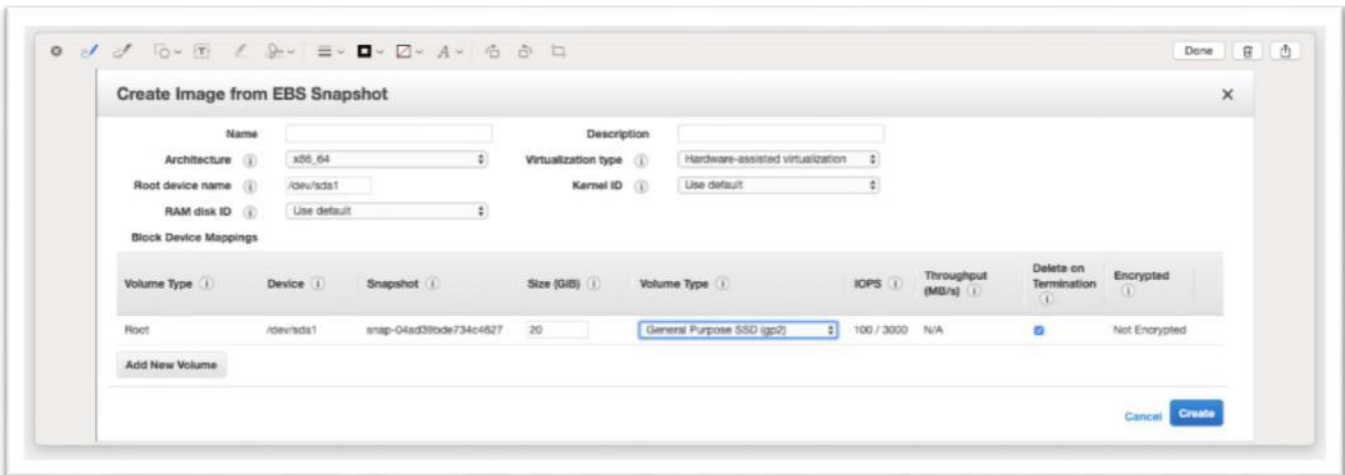 Done
Create Image from EBS Snapshot
Name Description
Architecture x86_64 Virtualization type Hardware-assisted virtualization
Root device name /dev/sda1 Kernel ID Use default
RAM disk ID Use default
Block Device Mappings
Volume Type Device Snapshot Size (GiB) Volume Type IOPS Throughput (MB/s) Delete on Termination Encrypted
Root /dev/sda1 snap-04ad39bde734c4627 20 General Purpose SSD (gp2) 100 / 3000 N/A Not Encrypted
Add New Volume
Cancel Create